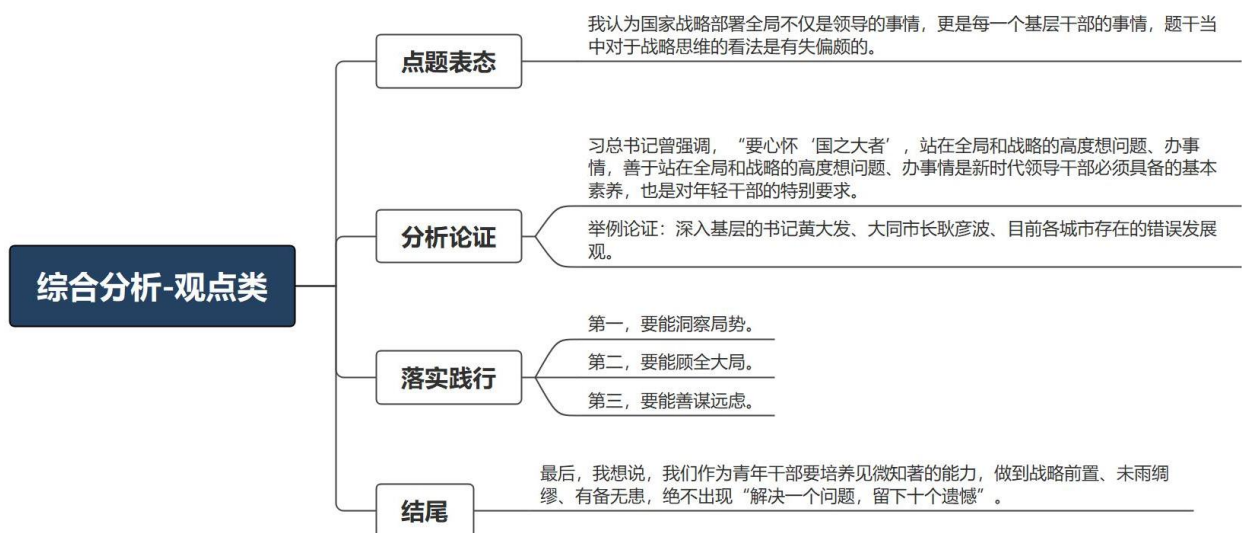 综合分析-观点类
点题表态
我认为国家战略部署全局不仅是领导的事情，更是每一个基层干部的事情，题干当
中对于战略思维的看法是有失偏颇的。
分析论证
习总书记曾强调，“要心怀‘国之大者’，站在全局和战略的高度想问题、办事
情，善于站在全局和战略的高度想问题、办事情是新时代领导干部必须具备的基本
素养，也是对年轻干部的特别要求。
举例论证：深入基层的书记黄大发、大同市长耿彦波、目前各城市存在的错误发展
观。
落实践行
第一，要能洞察局势。
第二，要能顾全大局。
第三，要能善谋远虑。
结尾
最后，我想说，我们作为青年干部要培养见微知著的能力，做到战略前置、未雨绸
缪、有备无患，绝不出现“解决一个问题，留下十个遗憾”。